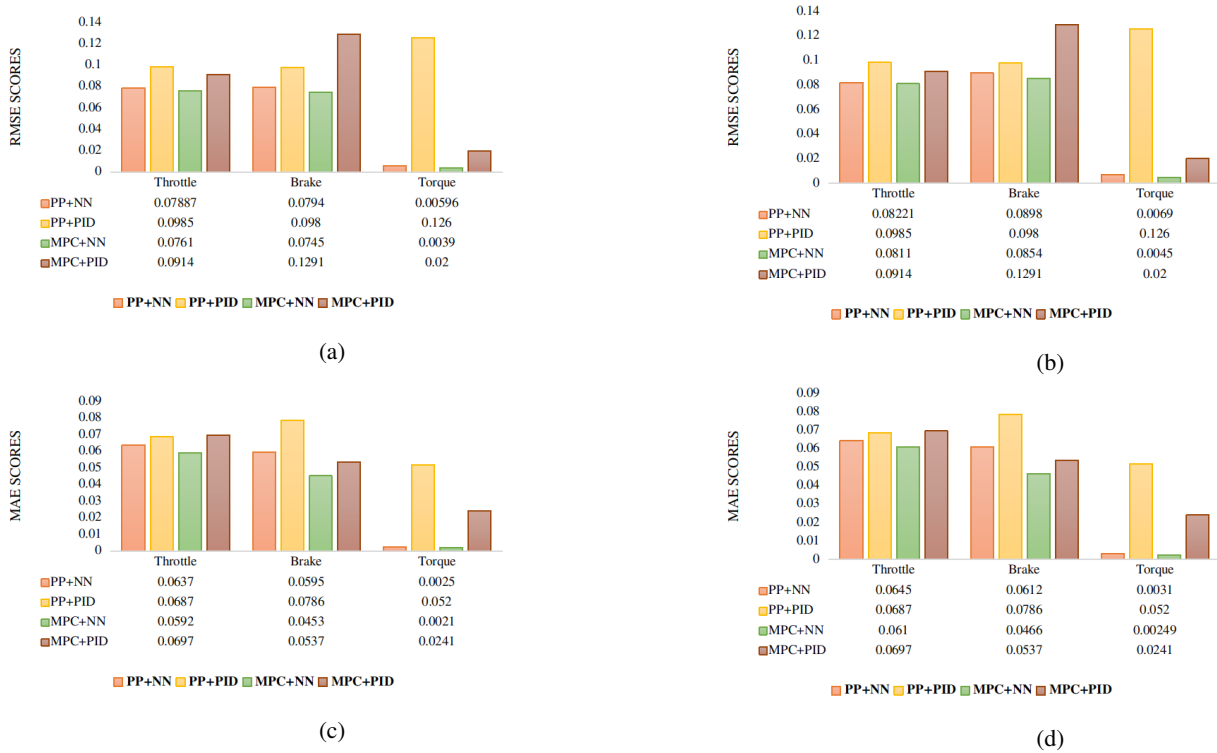 RMSE SCORES
0.14
0.12
0.1
0.08
0.06
0.04
0.02
0
Throttle Brake Torque
PP+NN 0.07887 0.0794 0.00596
PP+PID 0.0985 0.098 0.126
MPC+NN 0.0761 0.0745 0.0039
MPC+PID 0.0914 0.1291 0.02
PP+NN PP+PID MPC+NN MPC+PID
(a)
RMSE SCORES
0.14
0.12
0.1
0.08
0.06
0.04
0.02
0
Throttle Brake Torque
PP+NN 0.08221 0.0898 0.0069
PP+PID 0.0985 0.098 0.126
MPC+NN 0.0811 0.0854 0.0045
MPC+PID 0.0914 0.1291 0.02
PP+NN PP+PID MPC+NN MPC+PID
(b)
MAE SCORES
0.09
0.08
0.07
0.06
0.05
0.04
0.03
0.02
0.01
0
Throttle Brake Torque
PP+NN 0.0637 0.0595 0.0025
PP+PID 0.0687 0.0786 0.052
MPC+NN 0.0592 0.0453 0.0021
MPC+PID 0.0697 0.0537 0.0241
PP+NN PP+PID MPC+NN MPC+PID
(c)
MAE SCORES
0.09
0.08
0.07
0.06
0.05
0.04
0.03
0.02
0.01
0
Throttle Brake Torque
PP+NN 0.0645 0.0612 0.0031
PP+PID 0.0687 0.0786 0.052
MPC+NN 0.061 0.0466 0.00249
MPC+PID 0.0697 0.0537 0.0241
PP+NN PP+PID MPC+NN MPC+PID
(d)